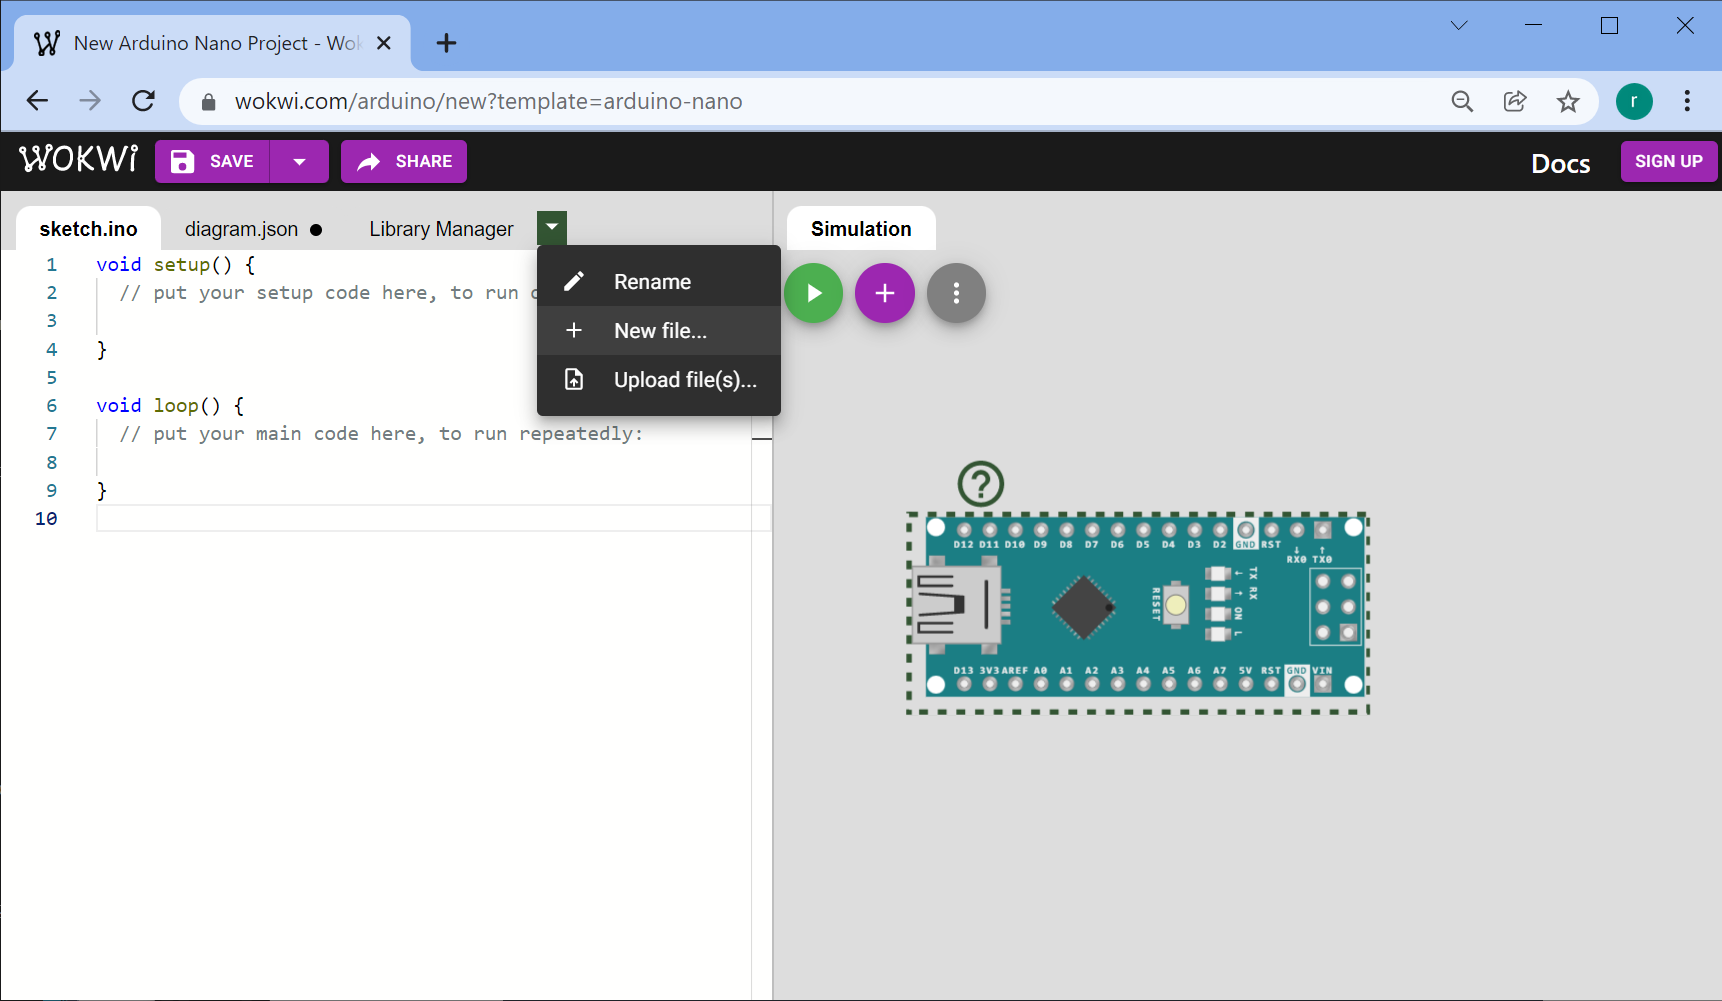 New Arduino Nano Project - Wok
wokwi.com/arduino/new?template=arduino-nano
r
WOKWi
SAVE
SHARE
Docs
SIGN UP
sketch.ino
diagram.json
Library Manager
Simulation
1 void setup() {
2 // put your setup code here, to run
3
4 }
5
6 void loop() {
7 // put your main code here, to run repeatedly:
8
9 }
10
Rename
New file...
Upload file(s)...
?
D12 D11 D10 D9 D8 D7 D6 D5 D4 D3 D2 GND RST
RX0 TX0
RESET
TX RX
ON L
D13 3V3 AREF A0 A1 A2 A3 A4 A5 A6 A7 5V RST GND VIN